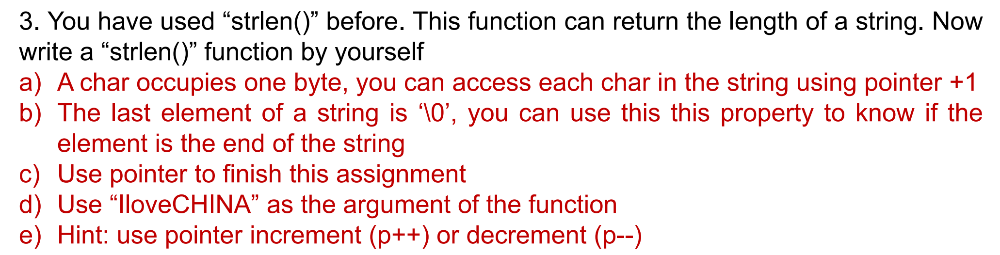 3. You have used “strlen()” before. This function can return the length of a string. Now
write a “strlen()” function by yourself
a) A char occupies one byte, you can access each char in the string using pointer +1
b) The last element of a string is ‘\0’, you can use this this property to know if the
element is the end of the string
c) Use pointer to finish this assignment
d) Use “IloveCHINA” as the argument of the function
e) Hint: use pointer increment (p++) or decrement (p--)